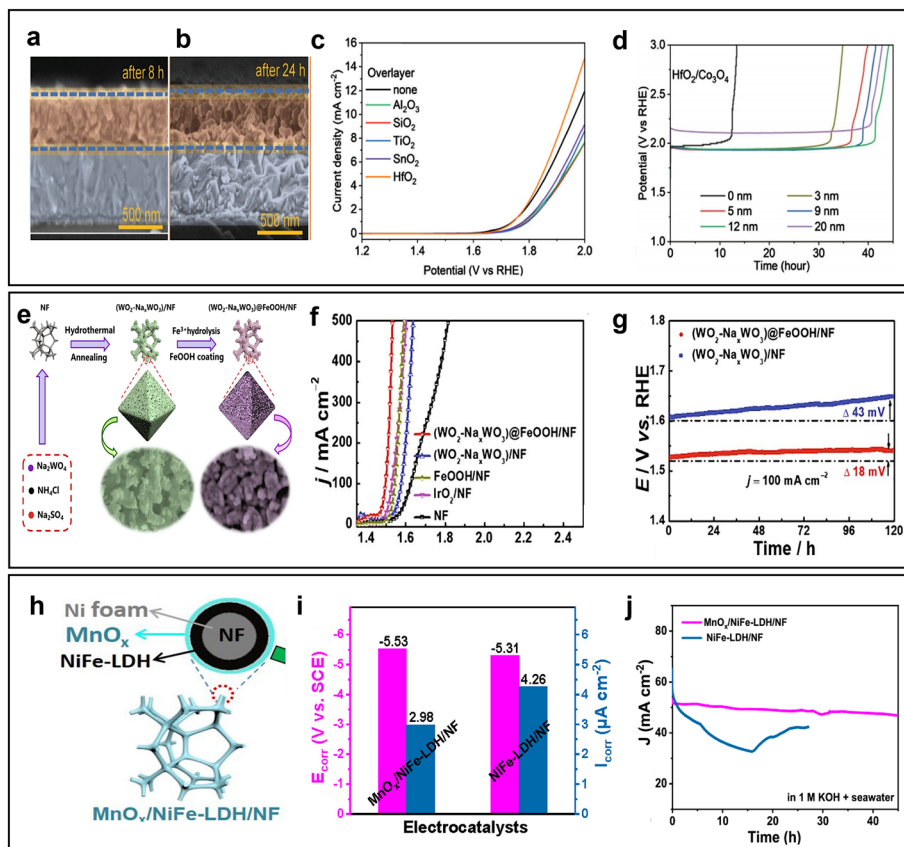 a
after 8 h
500 nm
b
after 24 h
500 nm
c
Current density (mA cm⁻²)
16
14
12
10
8
6
4
2
0
Overlayer
none
Al₂O₃
SiO₂
TiO₂
SnO₂
HfO₂
1.2 1.4 1.6 1.8 2.0
Potential (V vs RHE)
d
Potential (V vs RHE)
3.0
2.5
2.0
1.5
1.0
HfO₂/Co₃O₄
0 nm 3 nm
5 nm 9 nm
12 nm 20 nm
0 10 20 30 40
Time (hour)
e
NF
Hydrothermal
Annealing
(WO₂-NaₓWO₃)/NF
Fe³⁺hydrolysis
FeOOH coating
(WO₂-NaₓWO₃)@FeOOH/NF
Na₂WO₄
NH₄Cl
Na₂SO₄
f
j / mA cm⁻²
500
400
300
200
100
0
(WO₂-NaₓWO₃)@FeOOH/NF
(WO₂-NaₓWO₃)/NF
FeOOH/NF
IrO₂/NF
NF
1.4 1.6 1.8 2.0 2.2 2.4
g
E / V vs. RHE
1.8
1.7
1.6
1.5
1.4
(WO₂-NaₓWO₃)@FeOOH/NF
(WO₂-NaₓWO₃)/NF
Δ 43 mV
Δ 18 mV
j = 100 mA cm⁻²
0 24 48 72 96 120
Time / h
h
Ni foam
MnOₓ
NiFe-LDH
NF
MnOₓ/NiFe-LDH/NF
i
E_corr (V vs. SCE)
-6
-5
-4
-3
-2
-1
0
-5.53
2.98
MnOₓ/NiFe-LDH/NF
-5.31
4.26
NiFe-LDH/NF
6
5
4
3
2
1
0
I_corr (μA cm⁻²)
Electrocatalysts
j
J (mA cm⁻²)
80
60
40
20
MnOₓ/NiFe-LDH/NF
NiFe-LDH/NF
in 1 M KOH + seawater
0 10 20 30 40
Time (h)